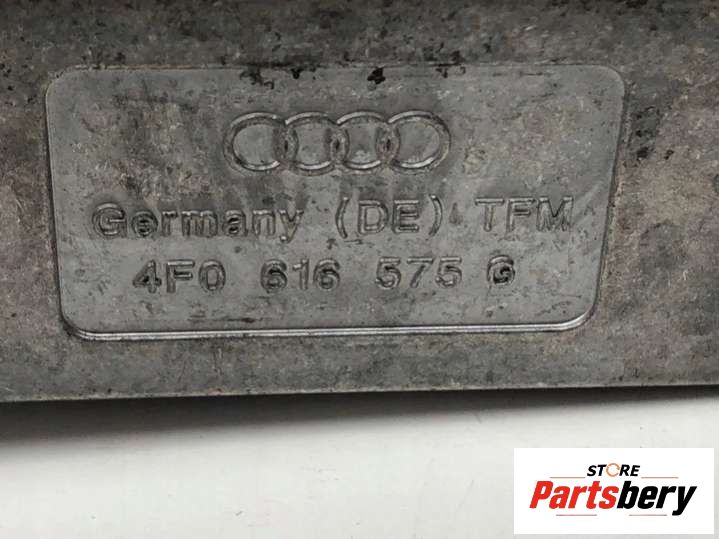 Germany (DE) TFM
4F0 616 575 G
STORE
Partsbery